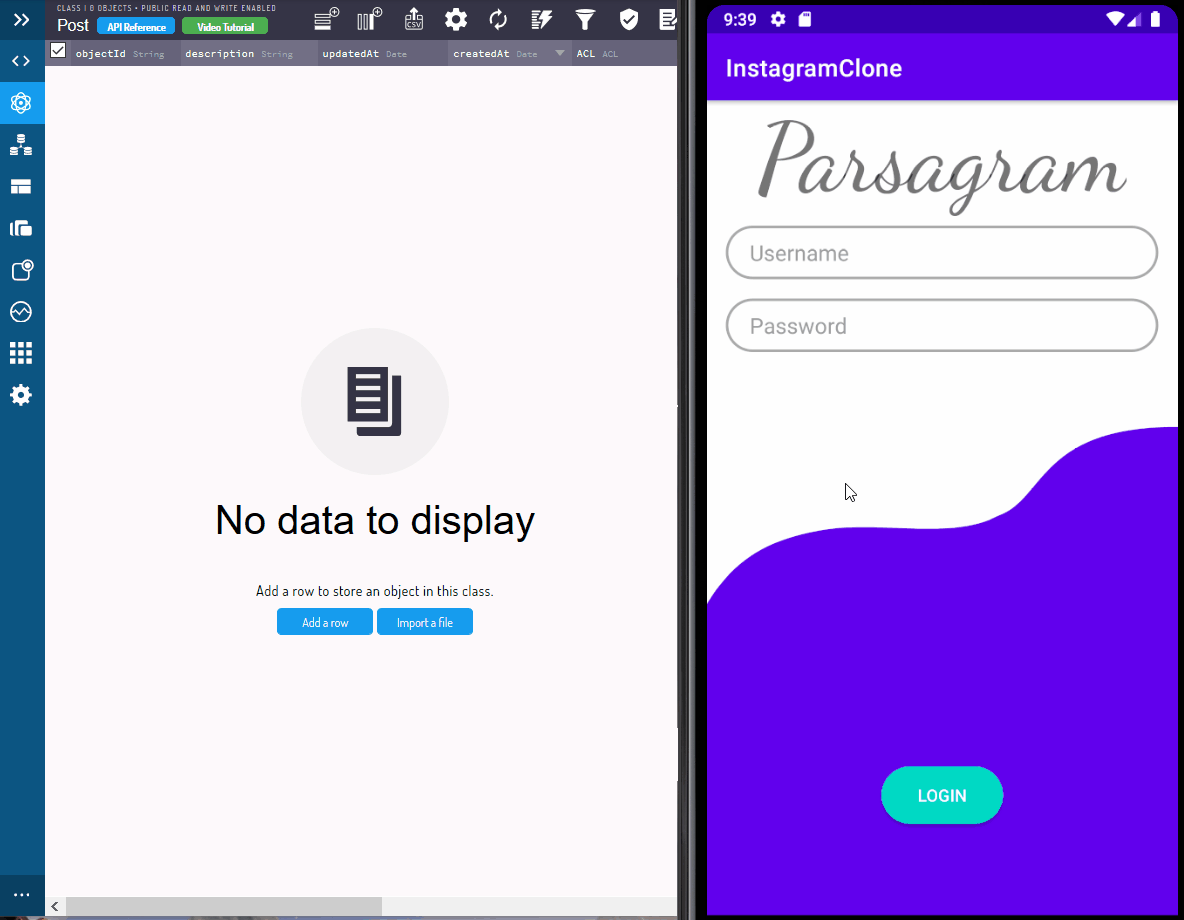 CLASS | 0 OBJECTS • PUBLIC READ AND WRITE ENABLED
Post API Reference Video Tutorial
CSV
objectId String description String updatedAt Date createdAt Date ACL ACL
No data to display
Add a row to store an object in this class.
Add a row Import a file
9:39
InstagramClone
Parsagram
Username
Password
LOGIN